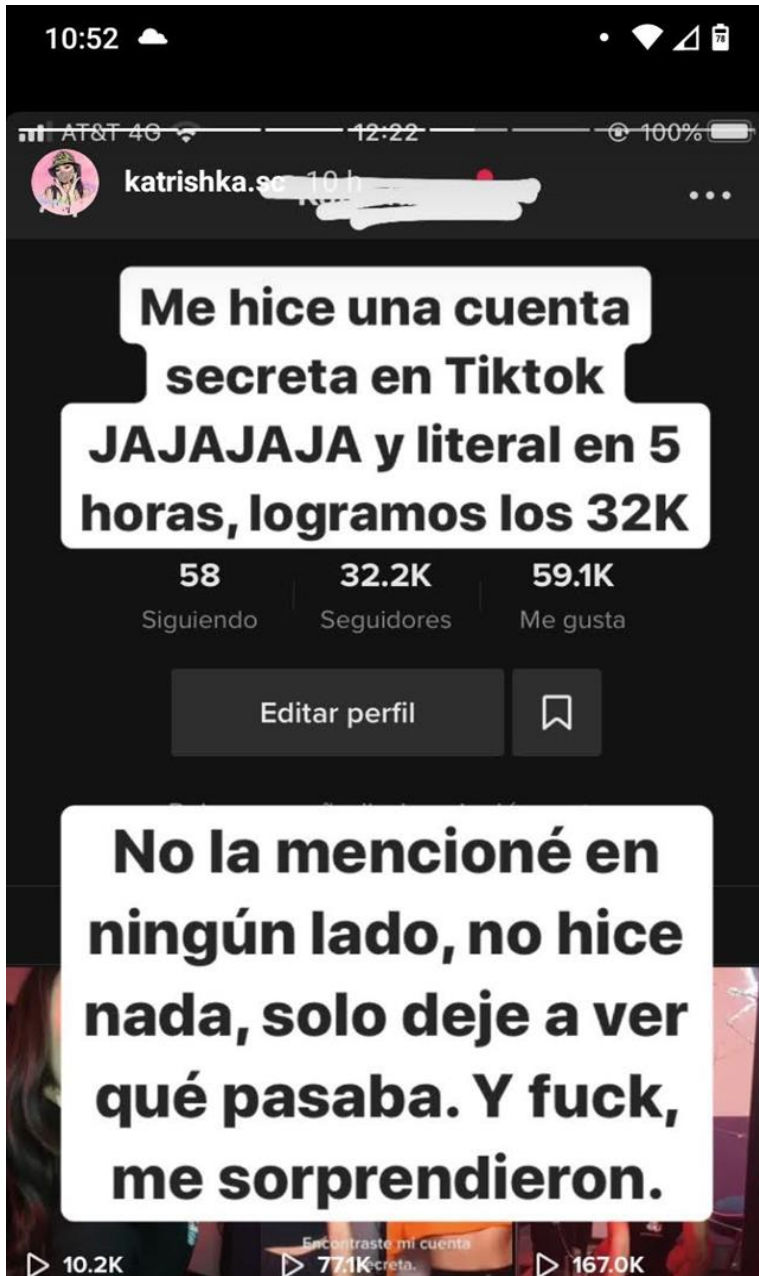 10:52
78
AT&T 4G 12:22 100%
katrishka.sc 10 h
Me hice una cuenta
secreta en Tiktok
JAJAJAJA y literal en 5
horas, logramos los 32K
58 32.2K 59.1K
Siguiendo Seguidores Me gusta
Editar perfil
No la mencioné en
ningún lado, no hice
nada, solo deje a ver
qué pasaba. Y fuck,
me sorprendieron.
Encontraste mi cuenta
10.2K 77.1K secreta. 167.0K